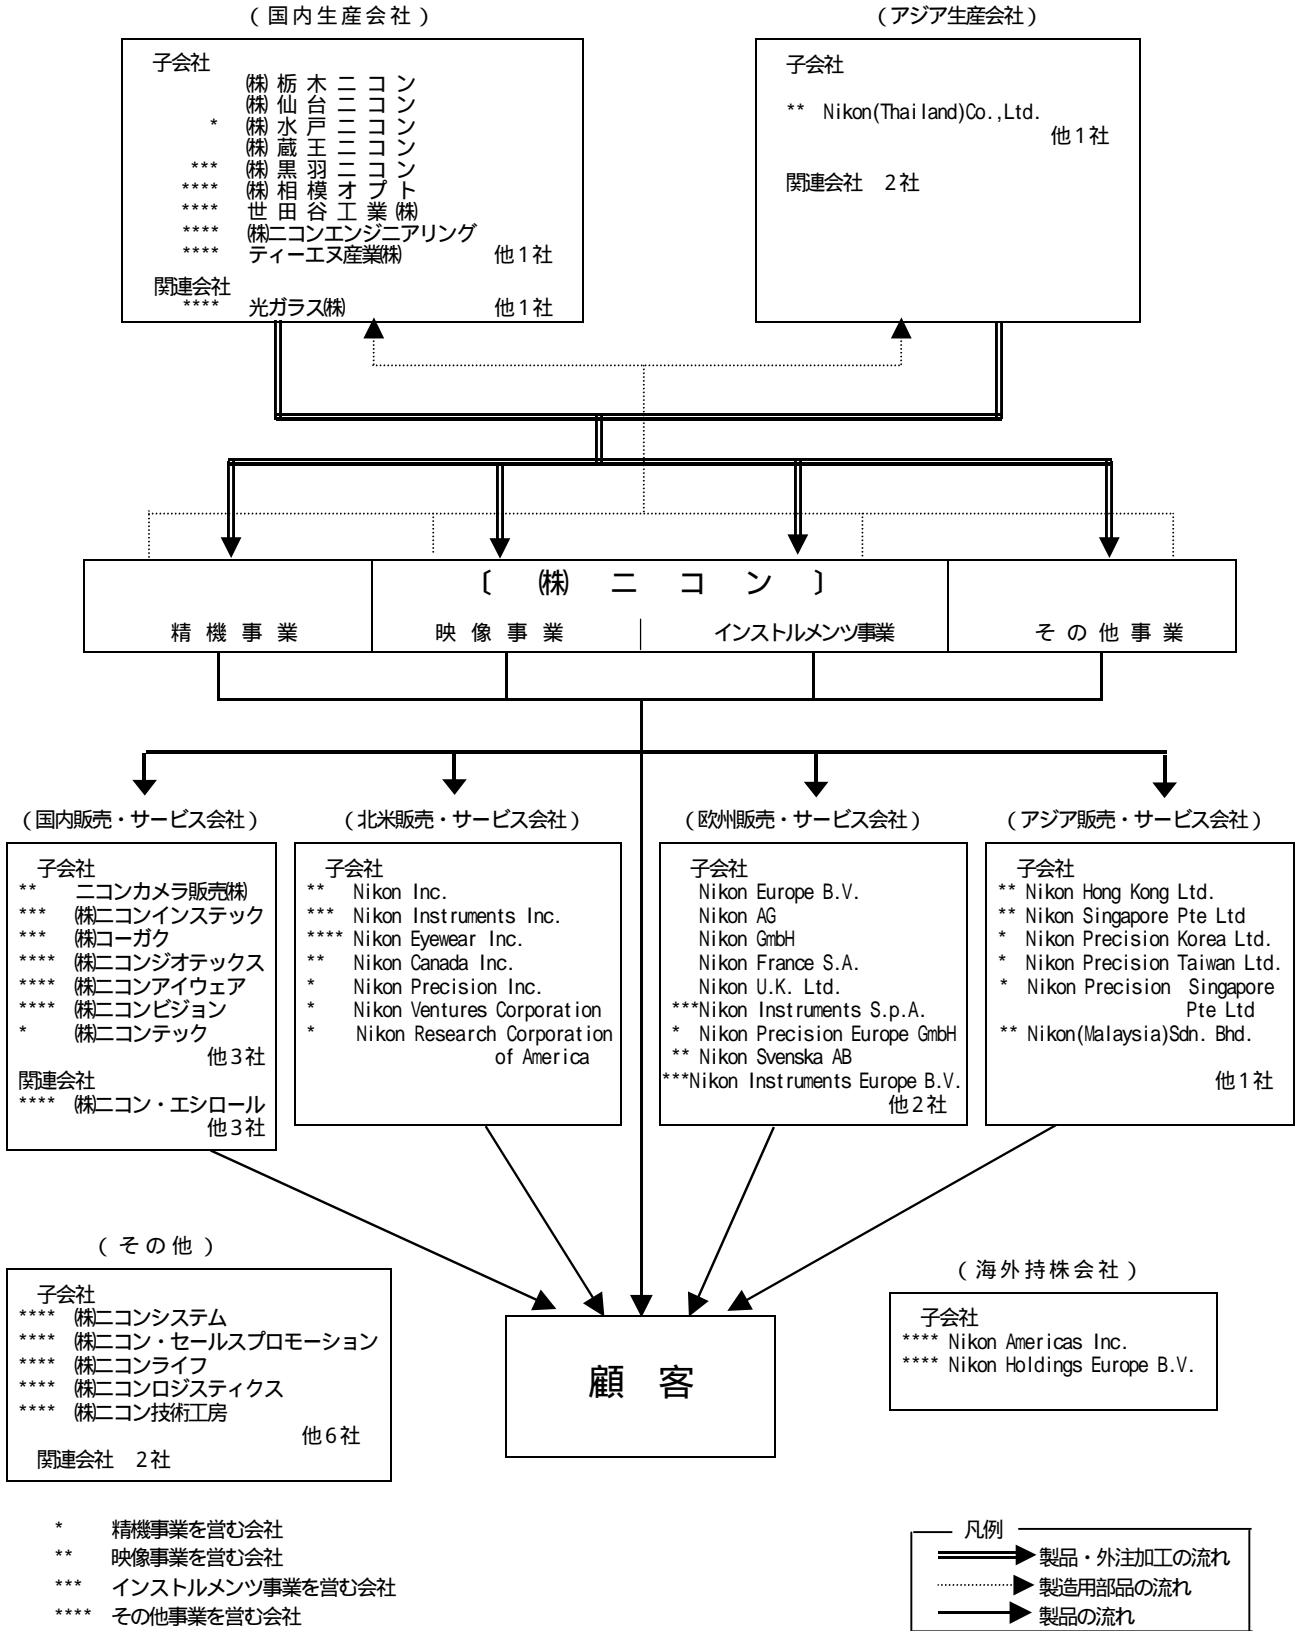 (国内生産会社)
子会社
㈱栃木ニコン
㈱仙台ニコン
* ㈱水戸ニコン
㈱蔵王ニコン
*** ㈱黒羽ニコン
**** ㈱相模オプト
**** 世田谷工業㈱
**** ㈱ニコンエンジニアリング
**** ティーエヌ産業㈱ 他1社
関連会社
**** 光ガラス㈱ 他1社
(アジア生産会社)
子会社
** Nikon(Thailand)Co.,Ltd.
他1社
関連会社 2社
〔 ㈱ ニ コ ン 〕
精機事業 映像事業 インストルメンツ事業 その他事業
(国内販売・サービス会社)
子会社
** ニコンカメラ販売㈱
*** ㈱ニコンインステック
*** ㈱コーガク
**** ㈱ニコンジオテックス
**** ㈱ニコンアイウェア
**** ㈱ニコンビジョン
* ㈱ニコンテック
他3社
関連会社
**** ㈱ニコン・エシロール
他3社
(北米販売・サービス会社)
子会社
** Nikon Inc.
*** Nikon Instruments Inc.
**** Nikon Eyewear Inc.
** Nikon Canada Inc.
* Nikon Precision Inc.
* Nikon Ventures Corporation
* Nikon Research Corporation
of America
(欧州販売・サービス会社)
子会社
Nikon Europe B.V.
Nikon AG
Nikon GmbH
Nikon France S.A.
Nikon U.K. Ltd.
***Nikon Instruments S.p.A.
* Nikon Precision Europe GmbH
** Nikon Svenska AB
***Nikon Instruments Europe B.V.
他2社
(アジア販売・サービス会社)
子会社
** Nikon Hong Kong Ltd.
** Nikon Singapore Pte Ltd
* Nikon Precision Korea Ltd.
* Nikon Precision Taiwan Ltd.
* Nikon Precision Singapore
Pte Ltd
** Nikon(Malaysia)Sdn. Bhd.
他1社
(その他)
子会社
**** ㈱ニコンシステム
**** ㈱ニコン・セールスプロモーション
**** ㈱ニコンライフ
**** ㈱ニコンロジスティクス
**** ㈱ニコン技術工房
他6社
関連会社 2社
顧 客
(海外持株会社)
子会社
**** Nikon Americas Inc.
**** Nikon Holdings Europe B.V.
* 精機事業を営む会社
** 映像事業を営む会社
*** インストルメンツ事業を営む会社
**** その他事業を営む会社
凡例
製品・外注加工の流れ
製造用部品の流れ
製品の流れ